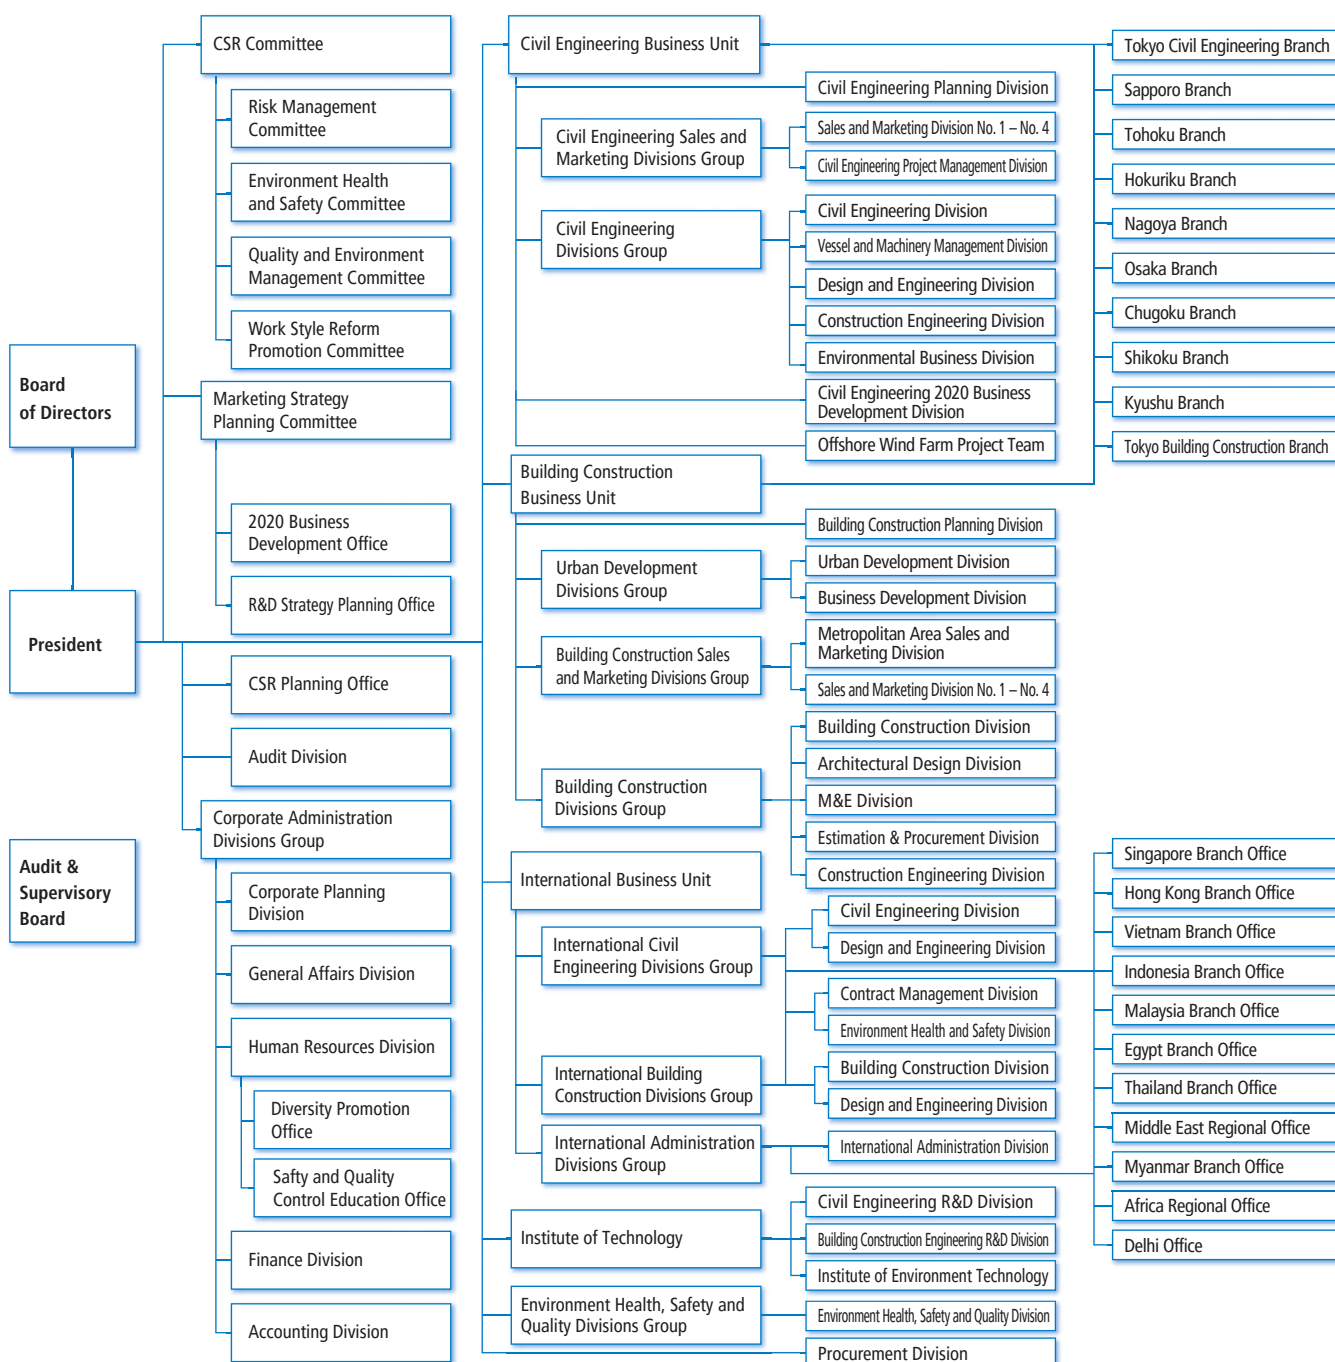 Board
of Directors
President
Audit &
Supervisory
Board
CSR Committee
Risk Management
Committee
Environment Health
and Safety Committee
Quality and Environment
Management Committee
Work Style Reform
Promotion Committee
Marketing Strategy
Planning Committee
2020 Business
Development Office
R&D Strategy Planning Office
CSR Planning Office
Audit Division
Corporate Administration
Divisions Group
Corporate Planning
Division
General Affairs Division
Human Resources Division
Diversity Promotion
Office
Safty and Quality
Control Education Office
Finance Division
Accounting Division
Civil Engineering Business Unit
Civil Engineering Planning Division
Civil Engineering Sales and
Marketing Divisions Group
Sales and Marketing Division No. 1 – No. 4
Civil Engineering Project Management Division
Civil Engineering
Divisions Group
Civil Engineering Division
Vessel and Machinery Management Division
Design and Engineering Division
Construction Engineering Division
Environmental Business Division
Civil Engineering 2020 Business
Development Division
Offshore Wind Farm Project Team
Building Construction
Business Unit
Building Construction Planning Division
Urban Development
Divisions Group
Urban Development Division
Business Development Division
Building Construction Sales
and Marketing Divisions Group
Metropolitan Area Sales and
Marketing Division
Sales and Marketing Division No. 1 – No. 4
Building Construction
Divisions Group
Building Construction Division
Architectural Design Division
M&E Division
Estimation & Procurement Division
Construction Engineering Division
International Business Unit
International Civil
Engineering Divisions Group
Civil Engineering Division
Design and Engineering Division
Contract Management Division
Environment Health and Safety Division
International Building
Construction Divisions Group
Building Construction Division
Design and Engineering Division
International Administration
Divisions Group
International Administration Division
Institute of Technology
Civil Engineering R&D Division
Building Construction Engineering R&D Division
Institute of Environment Technology
Environment Health, Safety and
Quality Divisions Group
Environment Health, Safety and Quality Division
Procurement Division
Tokyo Civil Engineering Branch
Sapporo Branch
Tohoku Branch
Hokuriku Branch
Nagoya Branch
Osaka Branch
Chugoku Branch
Shikoku Branch
Kyushu Branch
Tokyo Building Construction Branch
Singapore Branch Office
Hong Kong Branch Office
Vietnam Branch Office
Indonesia Branch Office
Malaysia Branch Office
Egypt Branch Office
Thailand Branch Office
Middle East Regional Office
Myanmar Branch Office
Africa Regional Office
Delhi Office